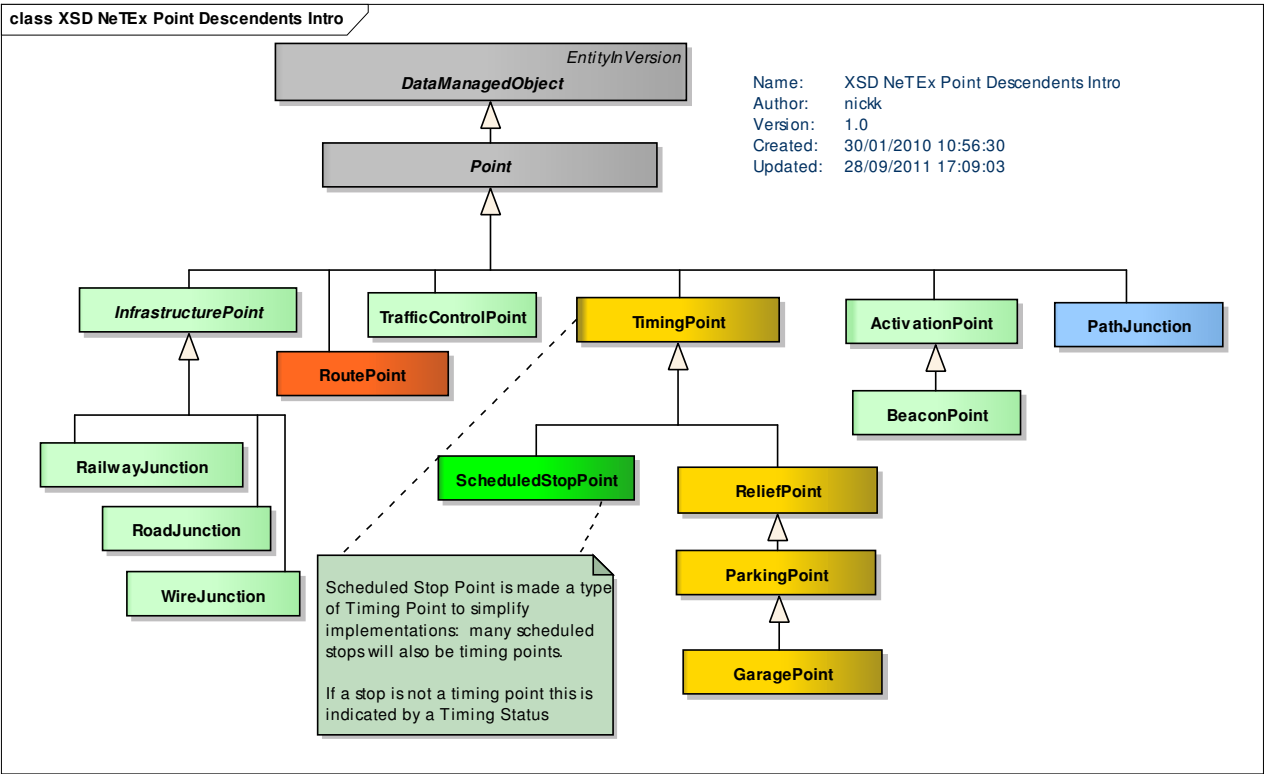 class XSD NeTEx Point Descendents Intro
EntityInVersion
DataManagedObject
Name: XSD NeTEx Point Descendents Intro
Author: nickk
Version: 1.0
Created: 30/01/2010 10:56:30
Updated: 28/09/2011 17:09:03
Point
InfrastructurePoint
TrafficControlPoint
TimingPoint
ActivationPoint
PathJunction
RoutePoint
BeaconPoint
RailwayJunction
ScheduledStopPoint
ReliefPoint
RoadJunction
ParkingPoint
WireJunction
GaragePoint
Scheduled Stop Point is made a type
of Timing Point to simplify
implementations: many scheduled
stops will also be timing points.
If a stop is not a timing point this is
indicated by a Timing Status